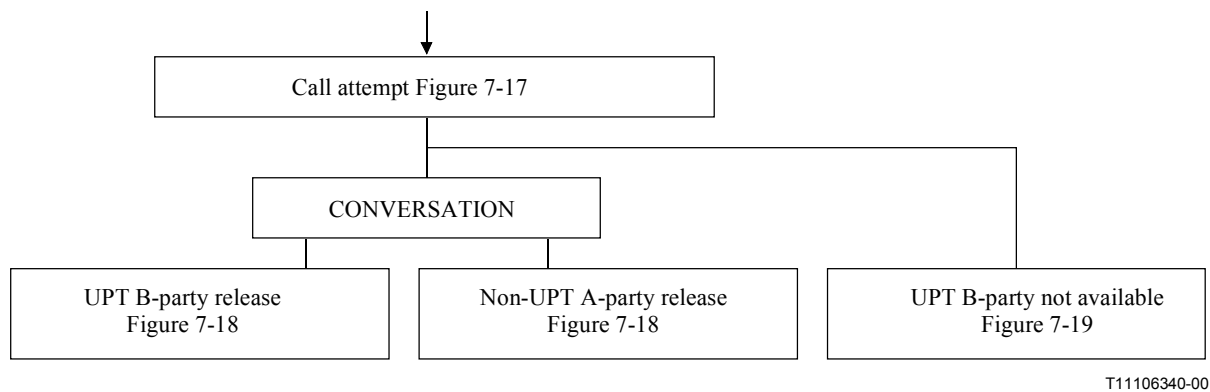 Call attempt Figure 7-17
CONVERSATION
UPT B-party release
Figure 7-18
Non-UPT A-party release
Figure 7-18
UPT B-party not available
Figure 7-19
T11106340-00